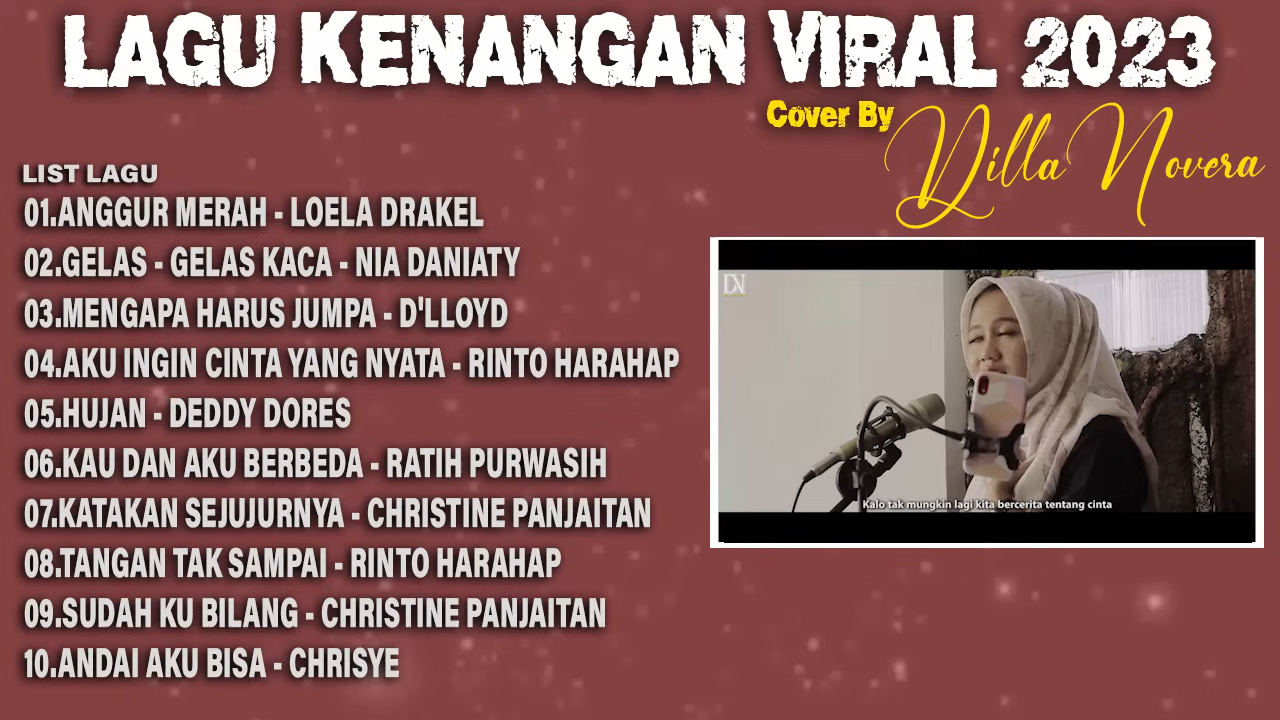 LAGU KENANGAN VIRAL 2023
Cover By Dilla Novera
LIST LAGU
01.ANGGUR MERAH - LOELA DRAKEL
02.GELAS - GELAS KACA - NIA DANIATY
03.MENGAPA HARUS JUMPA - D'LLOYD
04.AKU INGIN CINTA YANG NYATA - RINTO HARAHAP
05.HUJAN - DEDDY DORES
06.KAU DAN AKU BERBEDA - RATIH PURWASIH
07.KATAKAN SEJUJURNYA - CHRISTINE PANJAITAN
08.TANGAN TAK SAMPAI - RINTO HARAHAP
09.SUDAH KU BILANG - CHRISTINE PANJAITAN
10.ANDAI AKU BISA - CHRISYE
DN
Kalo tak mungkin lagi kita bercerita tentang cinta